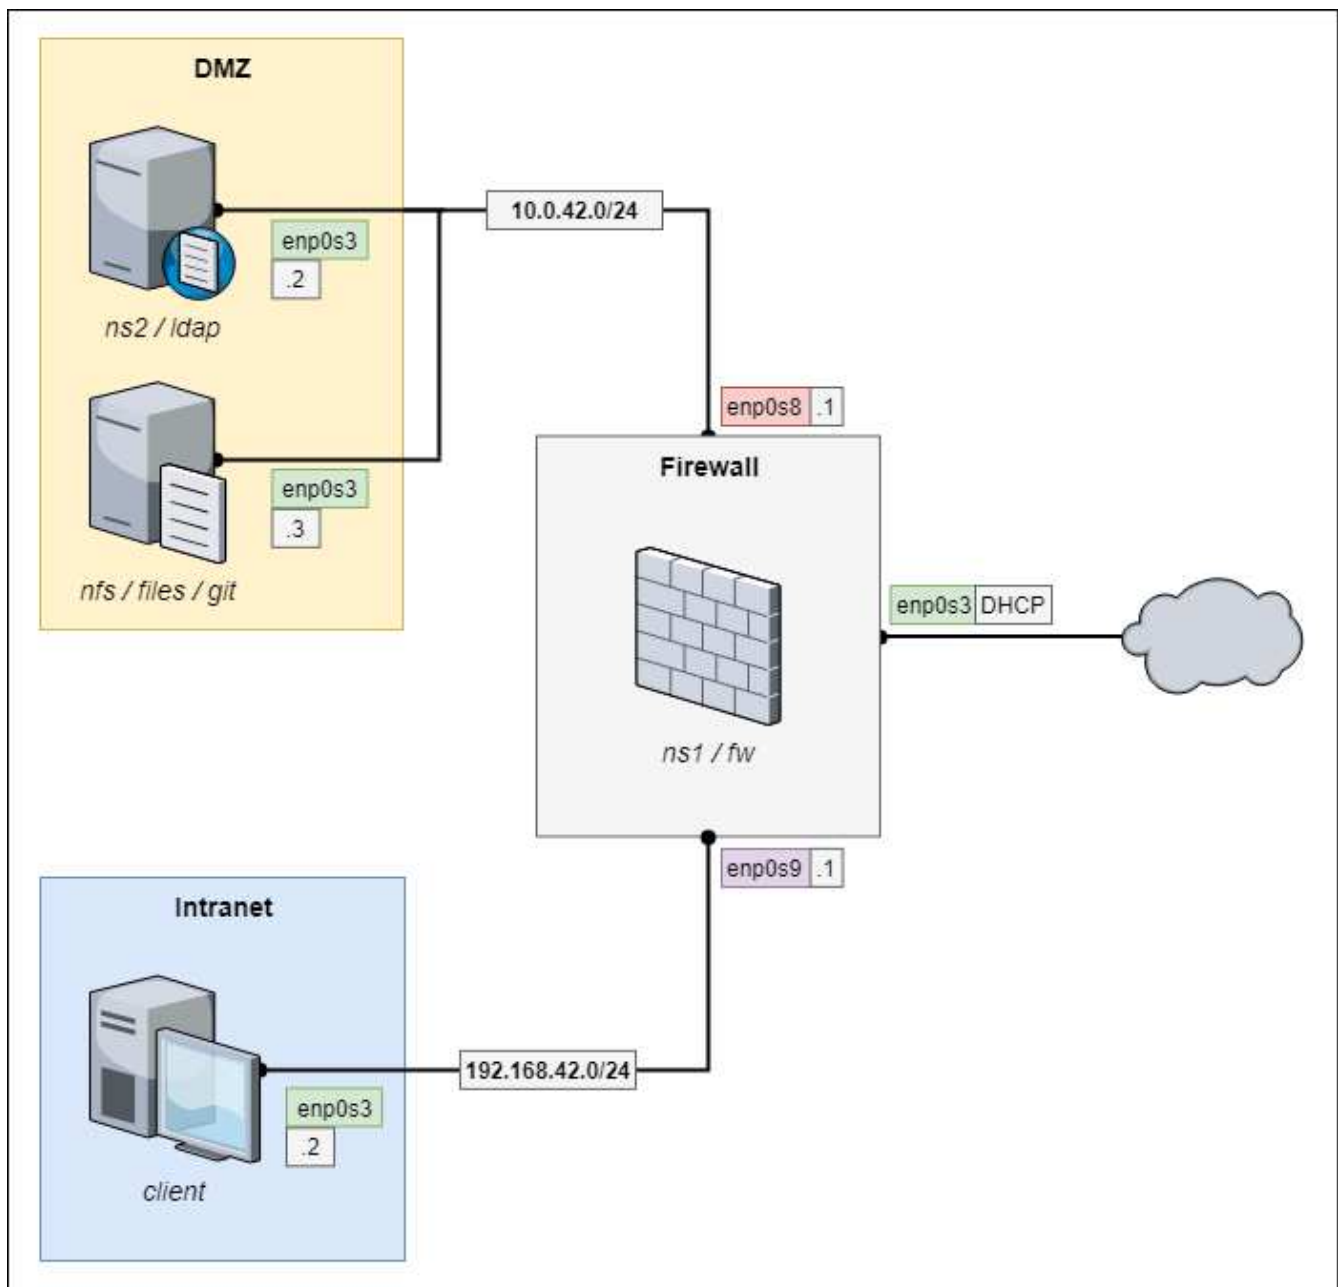 DMZ
enp0s3
.2
ns2 / ldap
enp0s3
.3
nfs / files / git
10.0.42.0/24
enp0s8 .1
Firewall
ns1 / fw
enp0s3 DHCP
enp0s9 .1
Intranet
enp0s3
.2
client
192.168.42.0/24